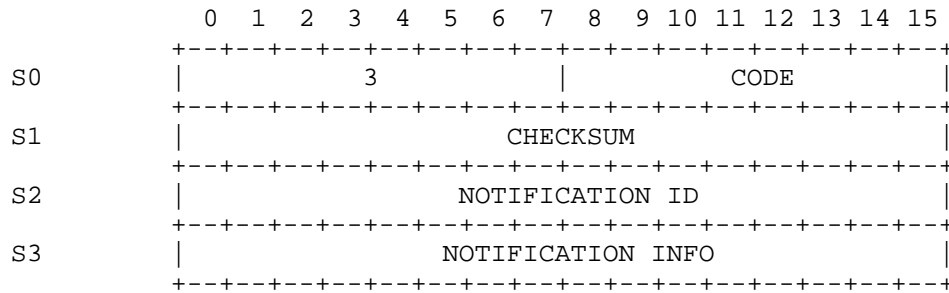 0 1 2 3 4 5 6 7 8 9 10 11 12 13 14 15
+--+--+--+--+--+--+--+--+--+--+--+--+--+--+--+--+
S0 | 3 | CODE |
+--+--+--+--+--+--+--+--+--+--+--+--+--+--+--+--+
S1 | CHECKSUM |
+--+--+--+--+--+--+--+--+--+--+--+--+--+--+--+--+
S2 | NOTIFICATION ID |
+--+--+--+--+--+--+--+--+--+--+--+--+--+--+--+--+
S3 | NOTIFICATION INFO |
+--+--+--+--+--+--+--+--+--+--+--+--+--+--+--+--+